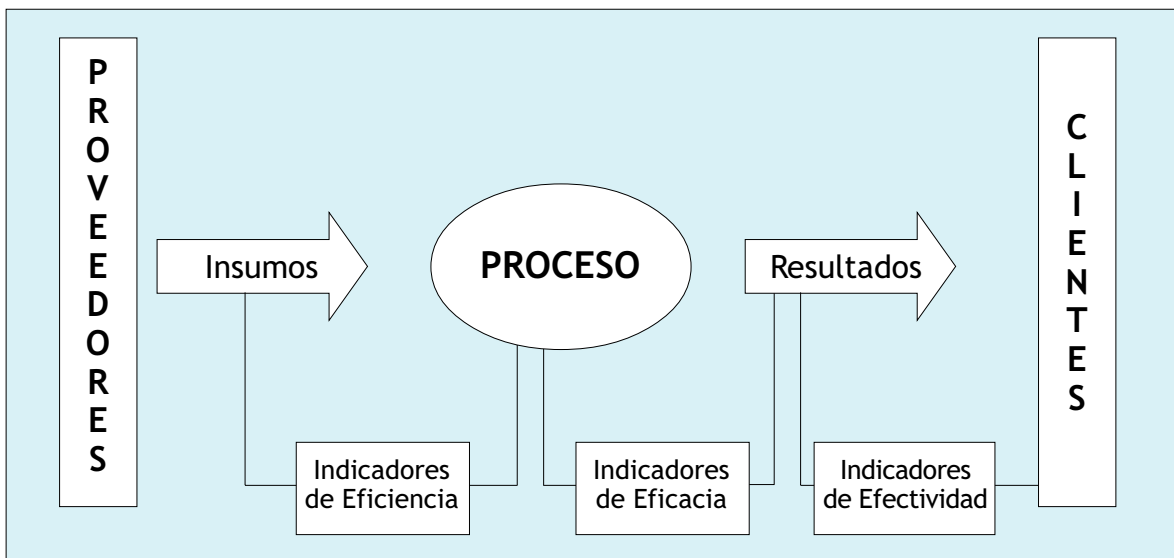 PROVEEDORES
Insumos
PROCESO
Resultados
CLIENTES
Indicadores
de Eficiencia
Indicadores
de Eficacia
Indicadores
de Efectividad